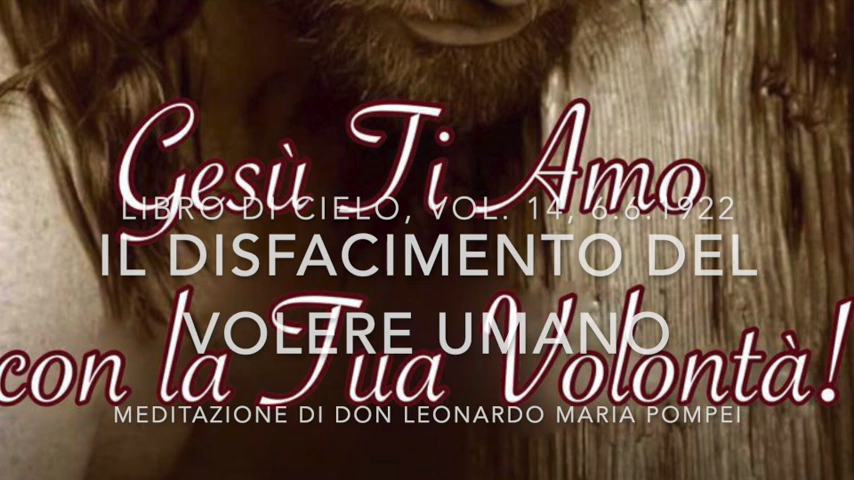 Gesù Ti Amo
LIBRO DI CIELO, VOL. 14, 6.6.1922
IL DISFACIMENTO DEL
VOLERE UMANO
con la Tua Volontà!
MEDITAZIONE DI DON LEONARDO MARIA POMPEI